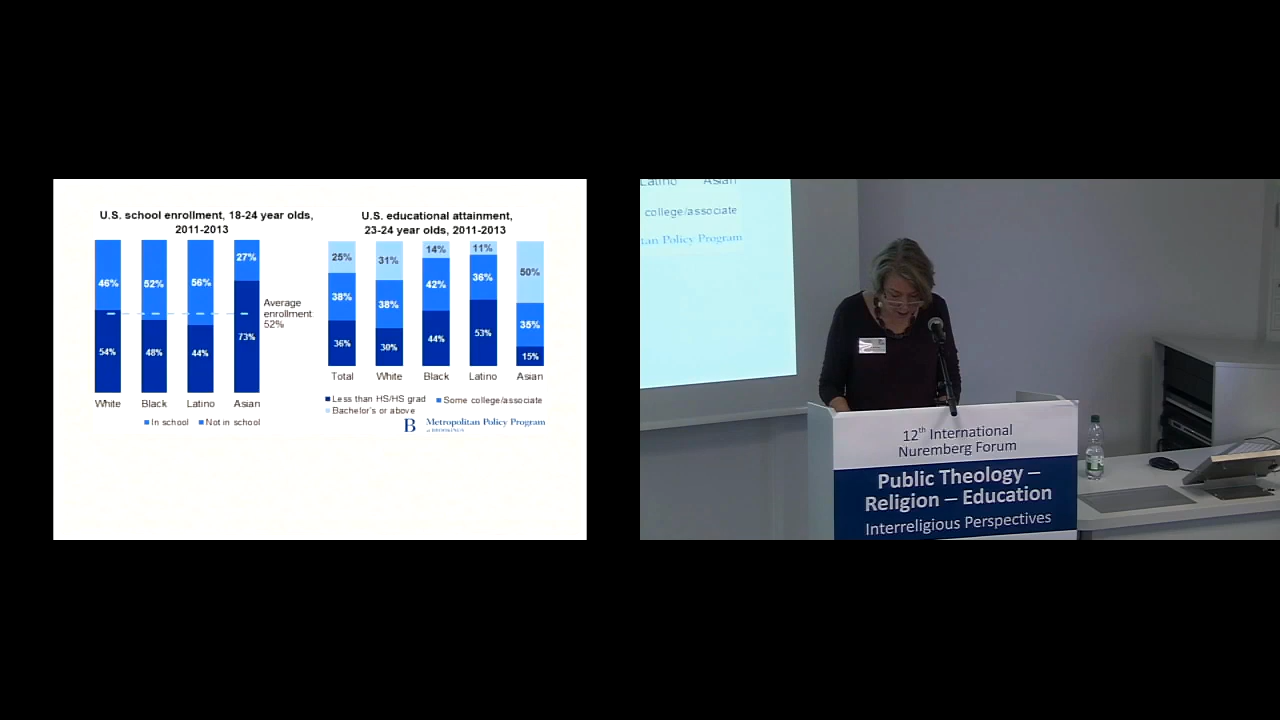 U.S. school enrollment, 18-24 year olds,
2011-2013
46%
52%
56%
27%
54%
48%
44%
73%
Average
enrollment
52%
White
Black
Latino
Asian
In school
Not in school
U.S. educational attainment,
23-24 year olds, 2011-2013
25%
31%
14%
11%
50%
38%
38%
42%
36%
35%
36%
30%
44%
53%
15%
Total
White
Black
Latino
Asian
Less than HS/HS grad
Some college/associate
Bachelor's or above
B
Metropolitan Policy Program
at BROOKINGS
Latino Asian
college/associate
tan Policy Program
12th International
Nuremberg Forum
Public Theology –
Religion – Education
Interreligious Perspectives